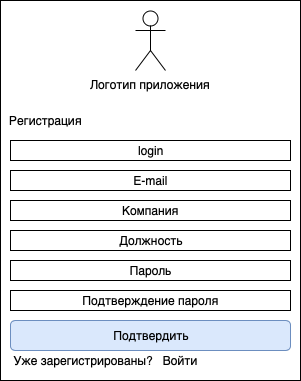 Логотип приложения
Регистрация
login
E-mail
Компания
Должность
Пароль
Подтверждение пароля
Подтвердить
Уже зарегистрированы? Войти